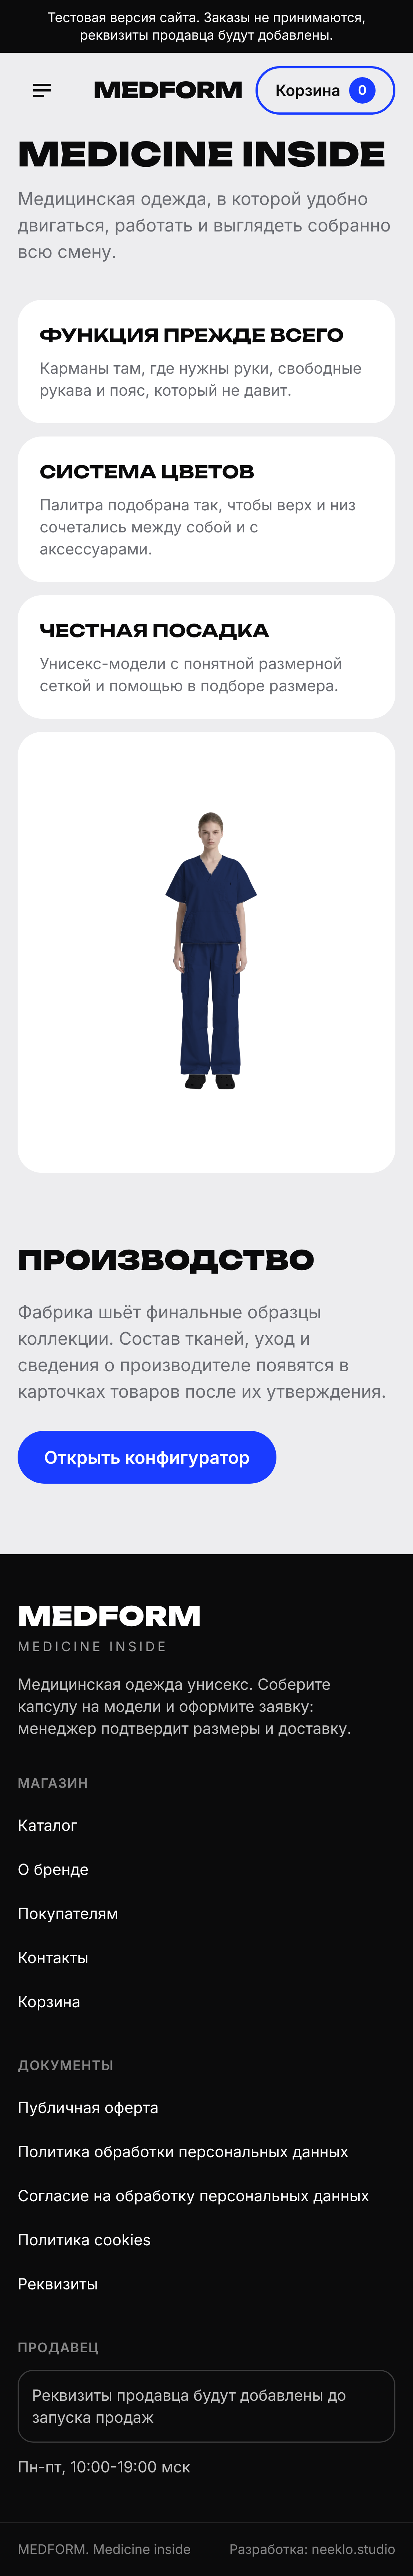 Тестовая версия сайта. Заказы не принимаются,
реквизиты продавца будут добавлены.
MEDFORM
Корзина 0
MEDICINE INSIDE
Медицинская одежда, в которой удобно
двигаться, работать и выглядеть собранно
всю смену.
ФУНКЦИЯ ПРЕЖДЕ ВСЕГО
Карманы там, где нужны руки, свободные
рукава и пояс, который не давит.
СИСТЕМА ЦВЕТОВ
Палитра подобрана так, чтобы верх и низ
сочетались между собой и с
аксессуарами.
ЧЕСТНАЯ ПОСАДКА
Унисекс-модели с понятной размерной
сеткой и помощью в подборе размера.
ПРОИЗВОДСТВО
Фабрика шьёт финальные образцы
коллекции. Состав тканей, уход и
сведения о производителе появятся в
карточках товаров после их утверждения.
Открыть конфигуратор
MEDFORM
MEDICINE INSIDE
Медицинская одежда унисекс. Соберите
капсулу на модели и оформите заявку:
менеджер подтвердит размеры и доставку.
МАГАЗИН
Каталог
О бренде
Покупателям
Контакты
Корзина
ДОКУМЕНТЫ
Публичная оферта
Политика обработки персональных данных
Согласие на обработку персональных данных
Политика cookies
Реквизиты
ПРОДАВЕЦ
Реквизиты продавца будут добавлены до
запуска продаж
Пн-пт, 10:00-19:00 мск
MEDFORM. Medicine inside
Разработка: neeklo.studio